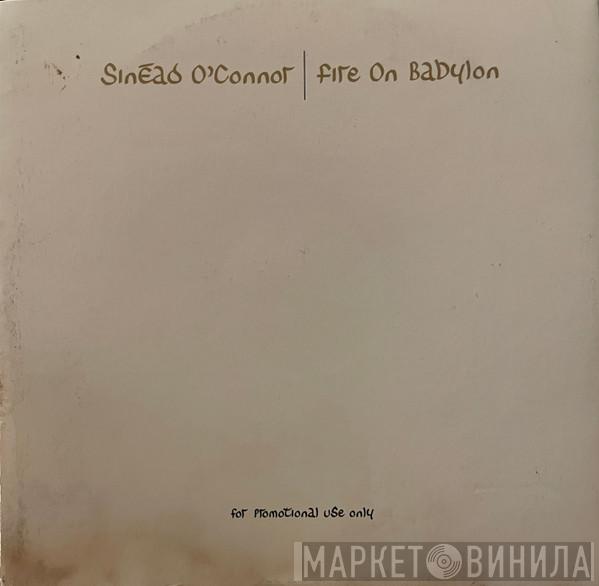 Sinéad O'Connor | Fire On Babylon
for promotional use only
МАРКЕТ ВИНИЛА